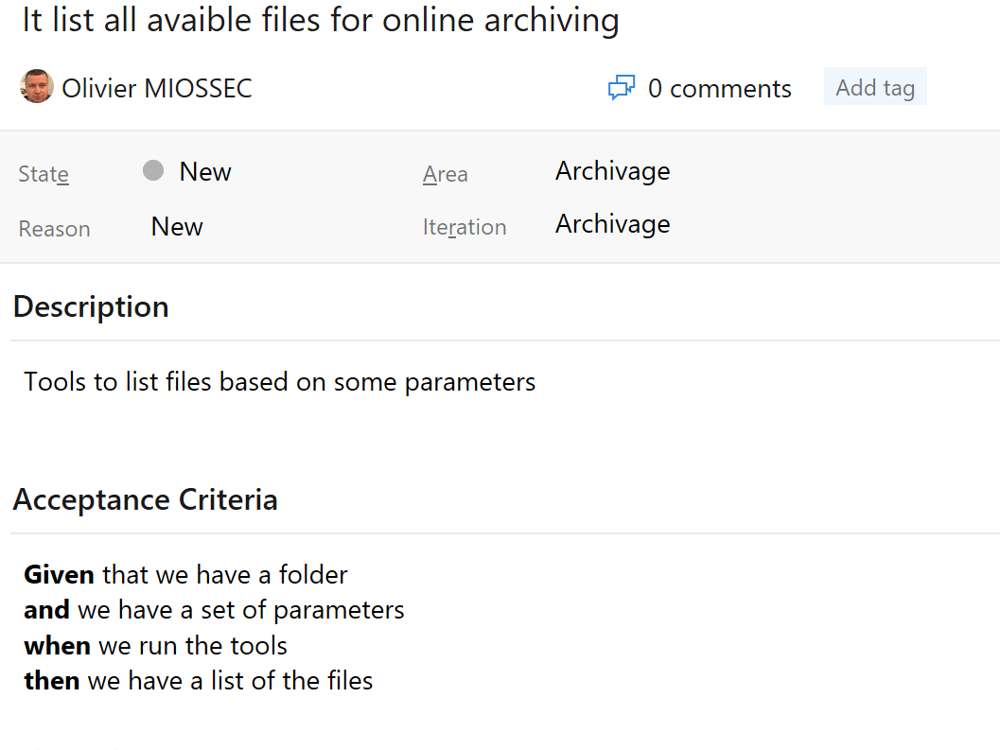 It list all avaible files for online archiving
Olivier MIOSSEC
0 comments
Add tag
State
New
Area
Archivage
Reason
New
Iteration
Archivage
Description
Tools to list files based on some parameters
Acceptance Criteria
Given that we have a folder
and we have a set of parameters
when we run the tools
then we have a list of the files